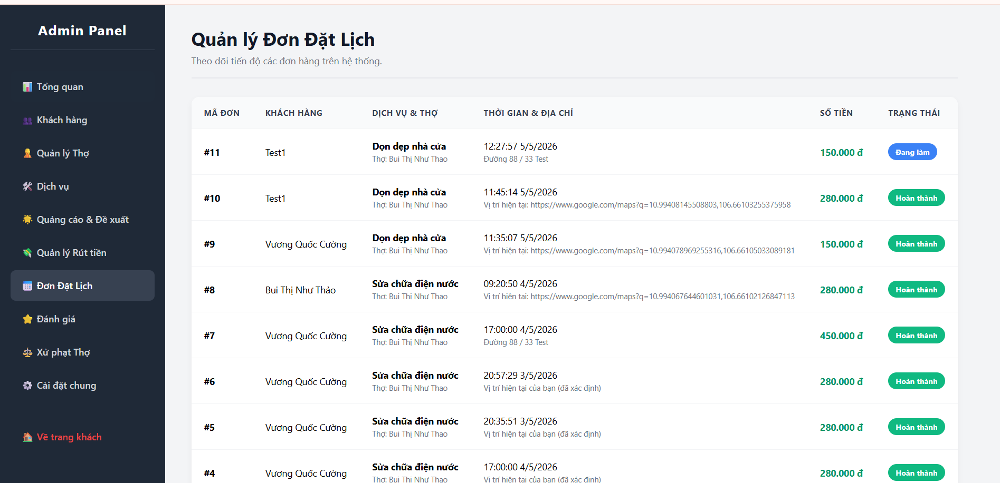 Admin Panel
Tổng quan
Khách hàng
Quản lý Thợ
Dịch vụ
Quảng cáo & Đề xuất
Quản lý Rút tiền
Đơn Đặt Lịch
Đánh giá
Xử phạt Thợ
Cài đặt chung
Về trang khách
Quản lý Đơn Đặt Lịch
Theo dõi tiến độ các đơn hàng trên hệ thống.
MÃ ĐƠN KHÁCH HÀNG DỊCH VỤ & THỢ THỜI GIAN & ĐỊA CHỈ SỐ TIỀN TRẠNG THÁI
#11 Test1 Dọn dẹp nhà cửa 12:27:57 5/5/2026 150.000 đ Đang làm
Thợ: Bui Thị Như Thao Đường 88 / 33 Test
#10 Test1 Dọn dẹp nhà cửa 11:45:14 5/5/2026 280.000 đ Hoàn thành
Thợ: Bui Thị Như Thao Vị trí hiện tại: https://www.google.com/maps?q=10.99408145508803,106.66103255375958
#9 Vương Quốc Cường Dọn dẹp nhà cửa 11:35:07 5/5/2026 150.000 đ Hoàn thành
Thợ: Bui Thị Như Thao Vị trí hiện tại: https://www.google.com/maps?q=10.994078969255316,106.66105033089181
#8 Bui Thị Như Thảo Sửa chữa điện nước 09:20:50 4/5/2026 280.000 đ Hoàn thành
Thợ: Bui Thị Như Thao Vị trí hiện tại: https://www.google.com/maps?q=10.994067644601031,106.66102126847113
#7 Vương Quốc Cường Sửa chữa điện nước 17:00:00 4/5/2026 450.000 đ Hoàn thành
Thợ: Bui Thị Như Thao Đường 88 / 33 Test
#6 Vương Quốc Cường Sửa chữa điện nước 20:57:29 3/5/2026 280.000 đ Hoàn thành
Thợ: Bui Thị Như Thao Vị trí hiện tại của bạn (đã xác định)
#5 Vương Quốc Cường Sửa chữa điện nước 20:35:51 3/5/2026 280.000 đ Hoàn thành
Thợ: Bui Thị Như Thao Vị trí hiện tại của bạn (đã xác định)
#4 Vương Quốc Cường Sửa chữa điện nước 17:00:00 4/5/2026 280.000 đ Hoàn thành
Thợ: Bui Thị Như Thao Vị trí hiện tại của bạn (đã xác định)